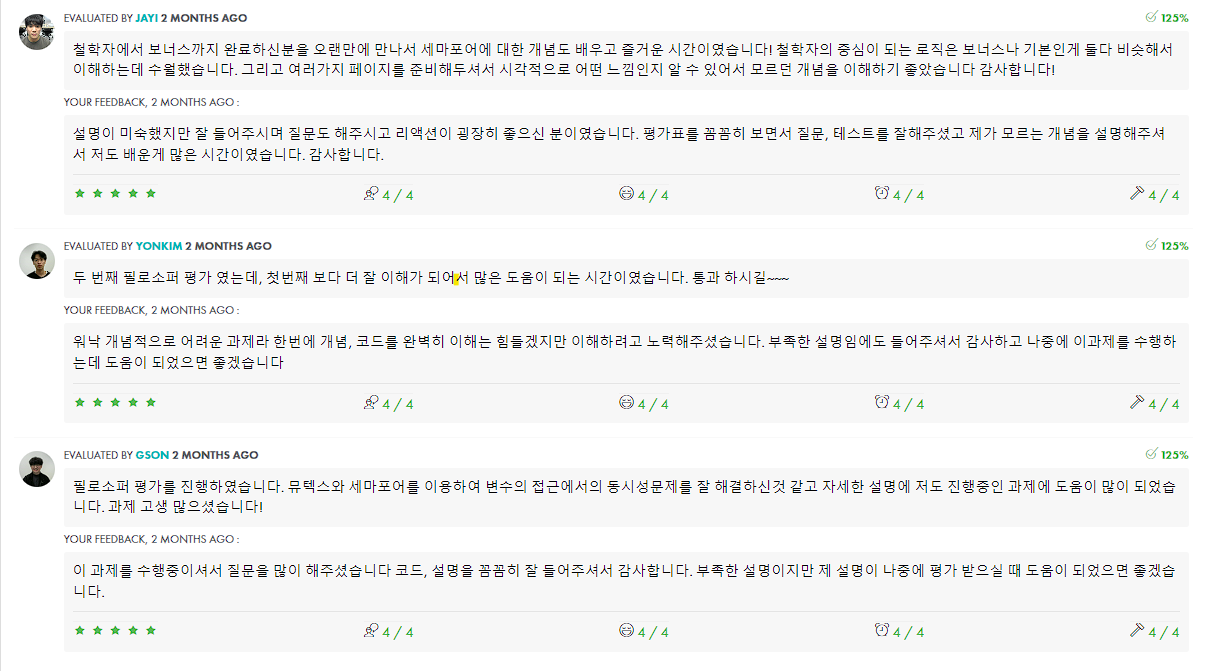 EVALUATED BY JAYI 2 MONTHS AGO
125%
철학자에서 보너스까지 완료하신분을 오랜만에 만나서 세마포어에 대한 개념도 배우고 즐거운 시간이였습니다! 철학자의 중심이 되는 로직은 보너스나 기본인게 둘다 비슷해서
이해하는데 수월했습니다. 그리고 여러가지 페이지를 준비해두셔서 시각적으로 어떤 느낌인지 알 수 있어서 모르던 개념을 이해하기 좋았습니다 감사합니다!
YOUR FEEDBACK, 2 MONTHS AGO :
설명이 미숙했지만 잘 들어주시며 질문도 해주시고 리액션이 굉장히 좋으신 분이였습니다. 평가표를 꼼꼼히 보면서 질문, 테스트를 잘해주셨고 제가 모르는 개념을 설명해주셔
서 저도 배운게 많은 시간이였습니다. 감사합니다.
4 / 4
4 / 4
4 / 4
4 / 4
EVALUATED BY YONKIM 2 MONTHS AGO
125%
두 번째 필로소퍼 평가 였는데, 첫번째 보다 더 잘 이해가 되어서 많은 도움이 되는 시간이였습니다. 통과 하시길~~~
YOUR FEEDBACK, 2 MONTHS AGO :
워낙 개념적으로 어려운 과제라 한번에 개념, 코드를 완벽히 이해는 힘들겠지만 이해하려고 노력해주셨습니다. 부족한 설명임에도 들어주셔서 감사하고 나중에 이과제를 수행하
는데 도움이 되었으면 좋겠습니다
4 / 4
4 / 4
4 / 4
4 / 4
EVALUATED BY GSON 2 MONTHS AGO
125%
필로소퍼 평가를 진행하였습니다. 뮤텍스와 세마포어를 이용하여 변수의 접근에서의 동시성문제를 잘 해결하신것 같고 자세한 설명에 저도 진행중인 과제에 도움이 많이 되었습
니다. 과제 고생 많으셨습니다!
YOUR FEEDBACK, 2 MONTHS AGO :
이 과제를 수행중이셔서 질문을 많이 해주셨습니다 코드, 설명을 꼼꼼히 잘 들어주셔서 감사합니다. 부족한 설명이지만 제 설명이 나중에 평가 받으실 때 도움이 되었으면 좋겠습
니다.
4 / 4
4 / 4
4 / 4
4 / 4